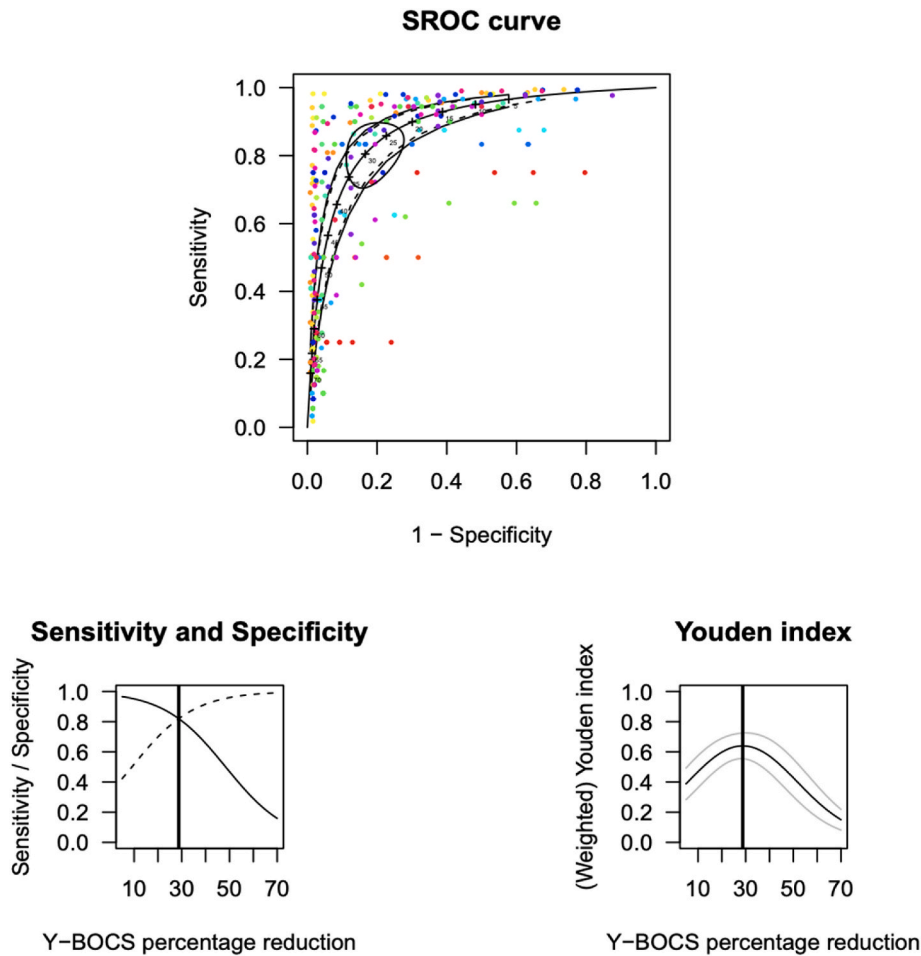 SROC curve
Sensitivity
1.0
0.8
0.6
0.4
0.2
0.0
0.0 0.2 0.4 0.6 0.8 1.0
1 − Specificity
25
30
Sensitivity and Specificity
Sensitivity / Specificity
1.0
0.8
0.6
0.4
0.2
0.0
10 30 50 70
Y−BOCS percentage reduction
Youden index
(Weighted) Youden index
1.0
0.8
0.6
0.4
0.2
0.0
10 30 50 70
Y−BOCS percentage reduction